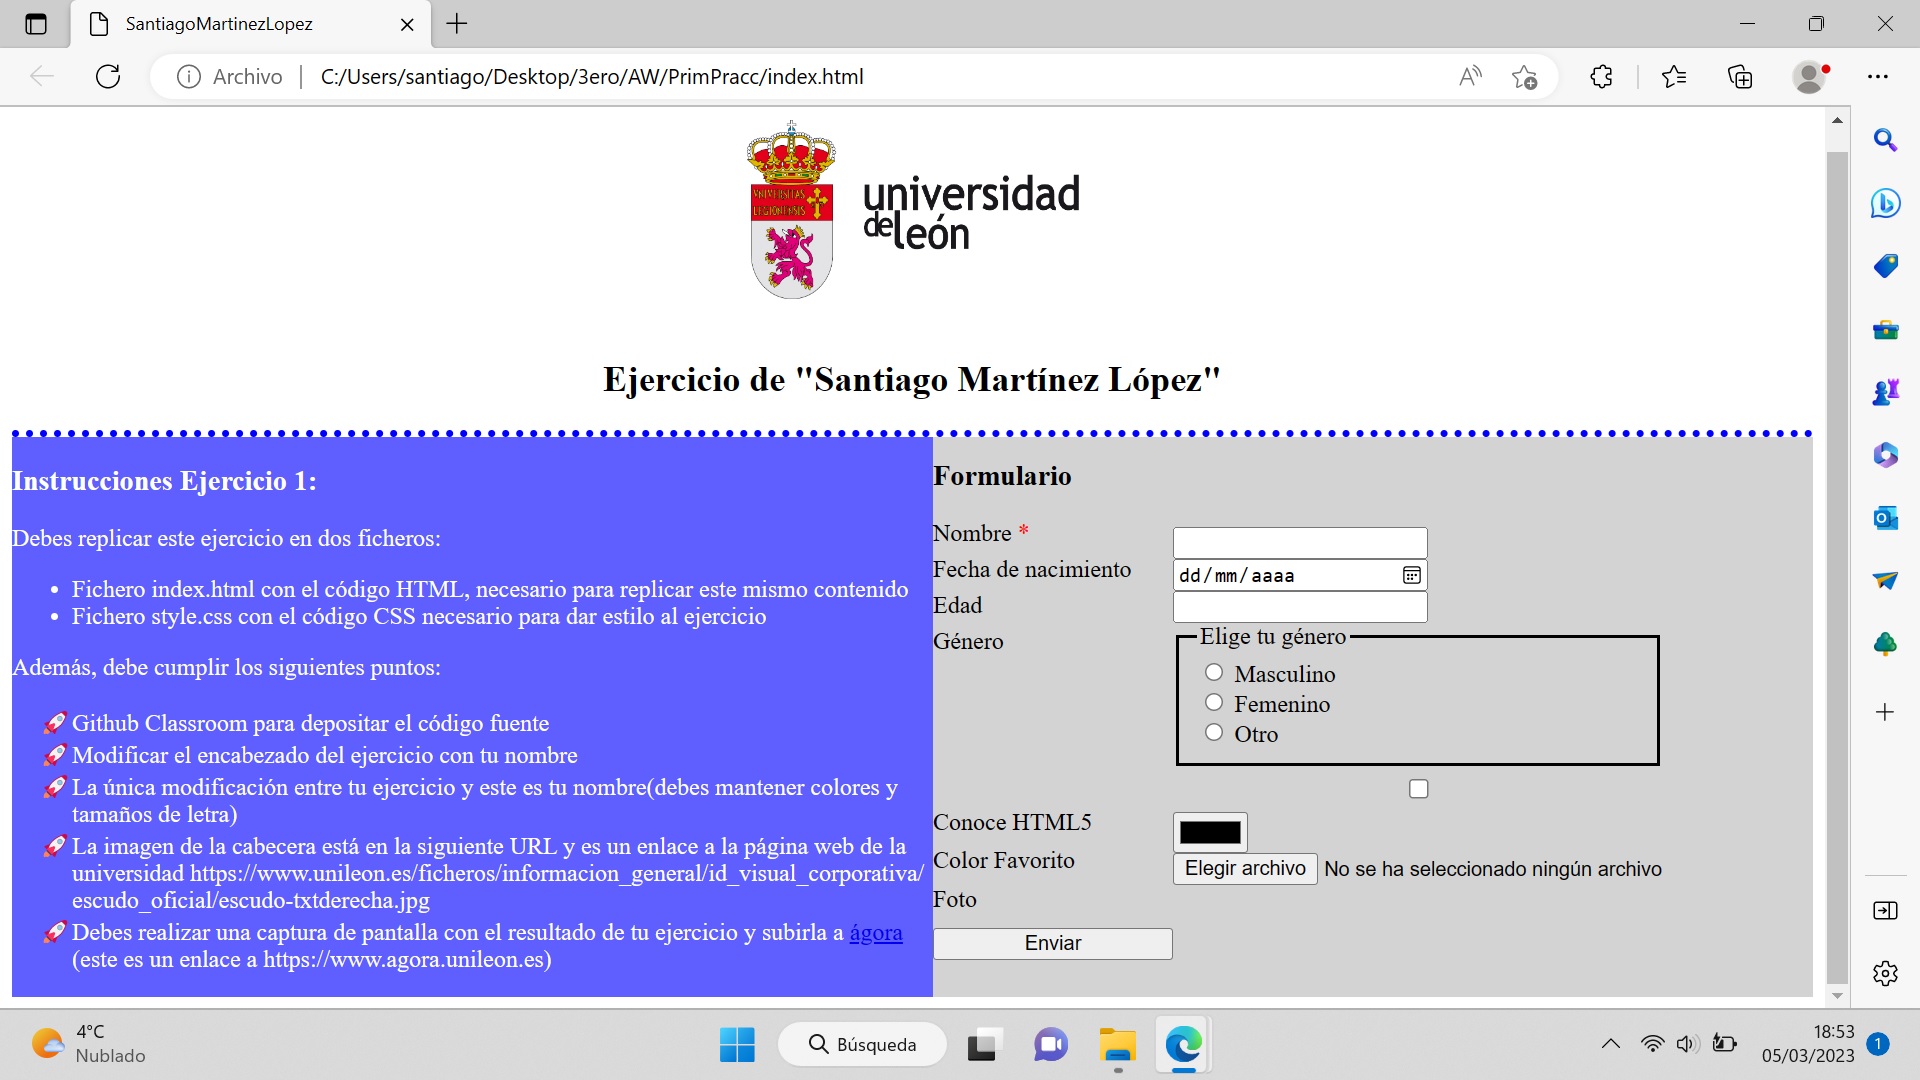 SantiagoMartinezLopez
Archivo
C:/Users/santiago/Desktop/3ero/AW/PrimPracc/index.html
VNIVERSITAS
LEGIONENSIS
universidad
de león
Ejercicio de "Santiago Martínez López"
Instrucciones Ejercicio 1:
Debes replicar este ejercicio en dos ficheros:
• Fichero index.html con el código HTML, necesario para replicar este mismo contenido
• Fichero style.css con el código CSS necesario para dar estilo al ejercicio
Además, debe cumplir los siguientes puntos:
🚀 Github Classroom para depositar el código fuente
🚀 Modificar el encabezado del ejercicio con tu nombre
🚀 La única modificación entre tu ejercicio y este es tu nombre(debes mantener colores y
tamaños de letra)
🚀 La imagen de la cabecera está en la siguiente URL y es un enlace a la página web de la
universidad https://www.unileon.es/ficheros/informacion_general/id_visual_corporativa/
escudo_oficial/escudo-txtderecha.jpg
🚀 Debes realizar una captura de pantalla con el resultado de tu ejercicio y subirla a ágora
(este es un enlace a https://www.agora.unileon.es)
Formulario
Nombre *
Fecha de nacimiento
dd/mm/aaaa
Edad
Género
Elige tu género
Masculino
Femenino
Otro
Conoce HTML5
Color Favorito
Elegir archivo No se ha seleccionado ningún archivo
Foto
Enviar
4°C
Nublado
Búsqueda
18:53
05/03/2023
1